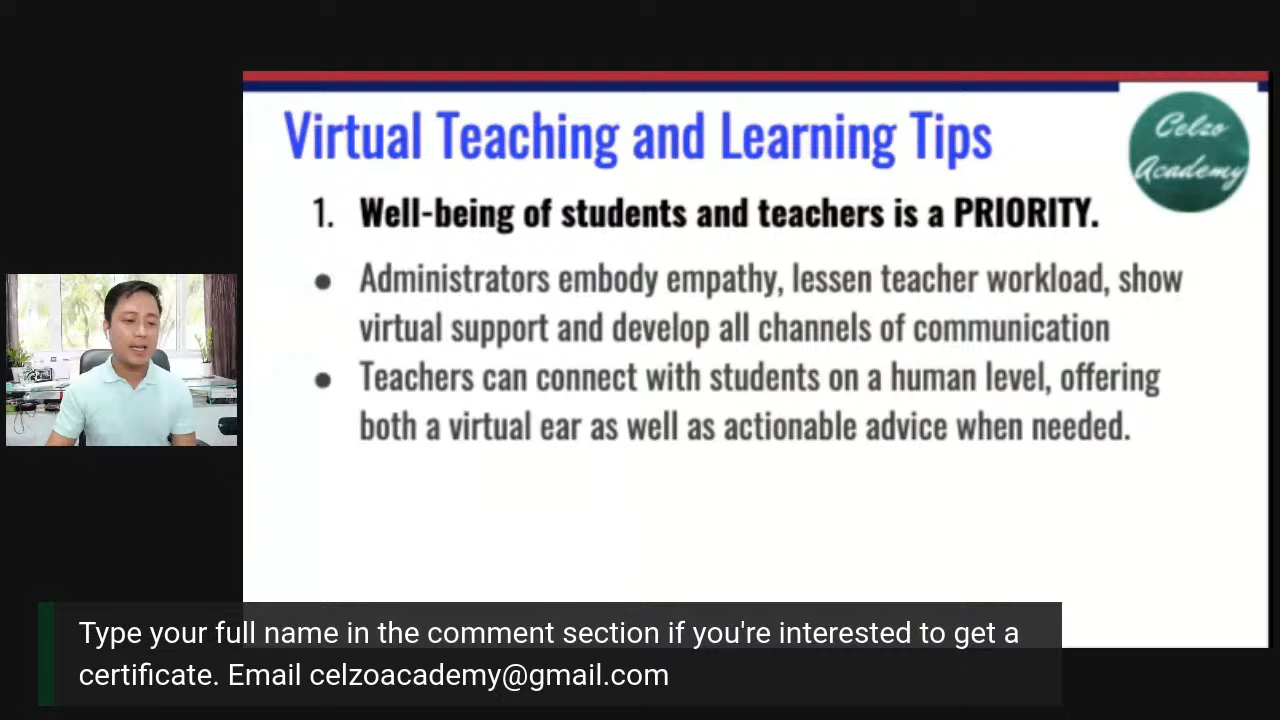 Virtual Teaching and Learning Tips
Celzo
Academy
1. Well-being of students and teachers is a PRIORITY.
● Administrators embody empathy, lessen teacher workload, show
virtual support and develop all channels of communication
● Teachers can connect with students on a human level, offering
both a virtual ear as well as actionable advice when needed.
Type your full name in the comment section if you're interested to get a
certificate. Email celzoacademy@gmail.com